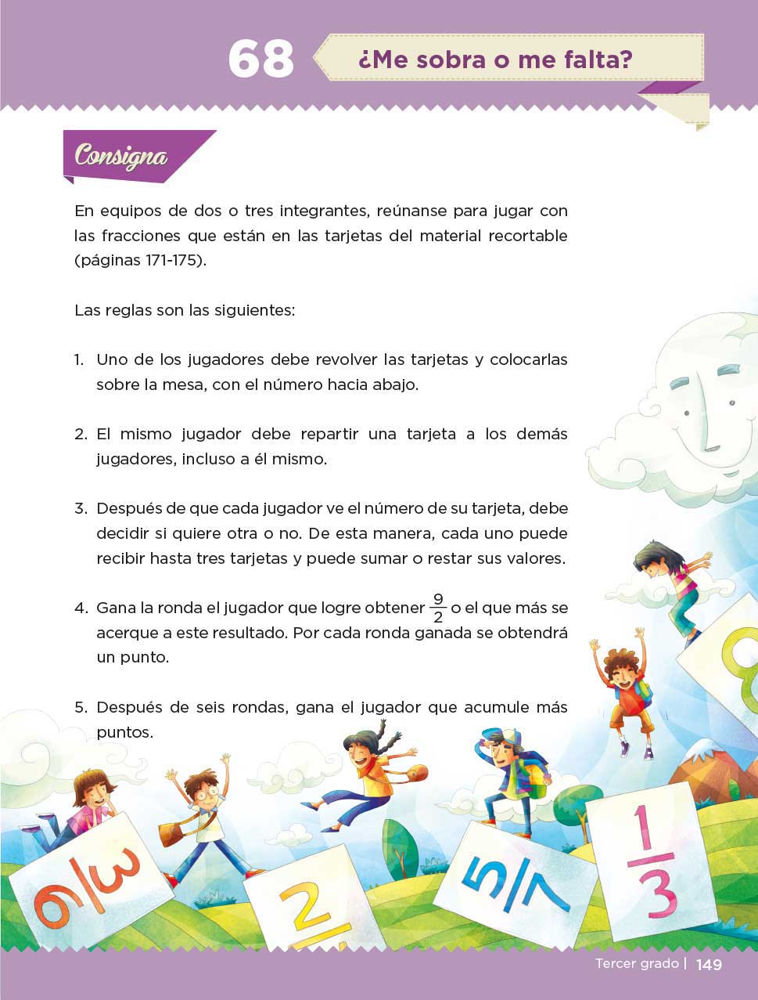 68
¿Me sobra o me falta?
Consigna
En equipos de dos o tres integrantes, reúnanse para jugar con
las fracciones que están en las tarjetas del material recortable
(páginas 171-175).
Las reglas son las siguientes:
1. Uno de los jugadores debe revolver las tarjetas y colocarlas
sobre la mesa, con el número hacia abajo.
2. El mismo jugador debe repartir una tarjeta a los demás
jugadores, incluso a él mismo.
3. Después de que cada jugador ve el número de su tarjeta, debe
decidir si quiere otra o no. De esta manera, cada uno puede
recibir hasta tres tarjetas y puede sumar o restar sus valores.
4. Gana la ronda el jugador que logre obtener 9/2 o el que más se
acerque a este resultado. Por cada ronda ganada se obtendrá
un punto.
5. Después de seis rondas, gana el jugador que acumule más
puntos.
8
6/3
2
5/7
1/3
Tercer grado | 149